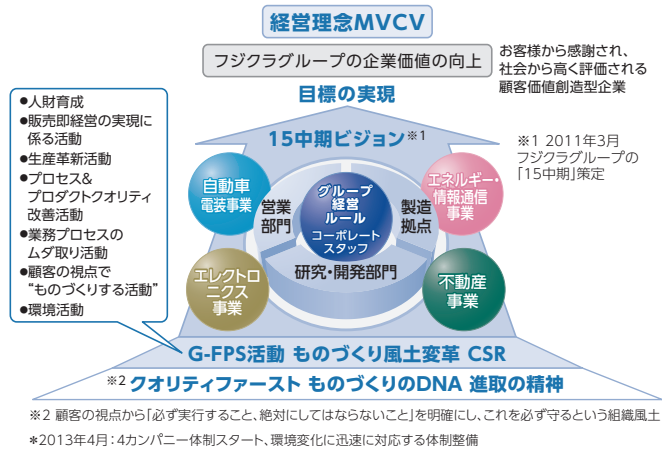 経営理念MVCV
フジクラグループの企業価値の向上
お客様から感謝され、
社会から高く評価される
顧客価値創造型企業
目標の実現
15中期ビジョン※1
※1 2011年3月
フジクラグループの
「15中期」策定
●人財育成
●販売即経営の実現に
係る活動
●生産革新活動
●プロセス&
プロダクトクオリティ
改善活動
●業務プロセスの
ムダ取り活動
●顧客の視点で
“ものづくりする活動”
●環境活動
自動車
電装事業
営業
部門
グループ
経営
ルール
コーポレート
スタッフ
製造
拠点
エネルギー・
情報通信
事業
エレクトロ
ニクス
事業
研究・開発部門
不動産
事業
G-FPS活動 ものづくり風土変革 CSR
※2 クオリティファースト ものづくりのDNA 進取の精神
※2 顧客の視点から「必ず実行すること、絶対にしてはならないこと」を明確にし、これを必ず守るという組織風土
*2013年4月：4カンパニー体制スタート、環境変化に迅速に対応する体制整備